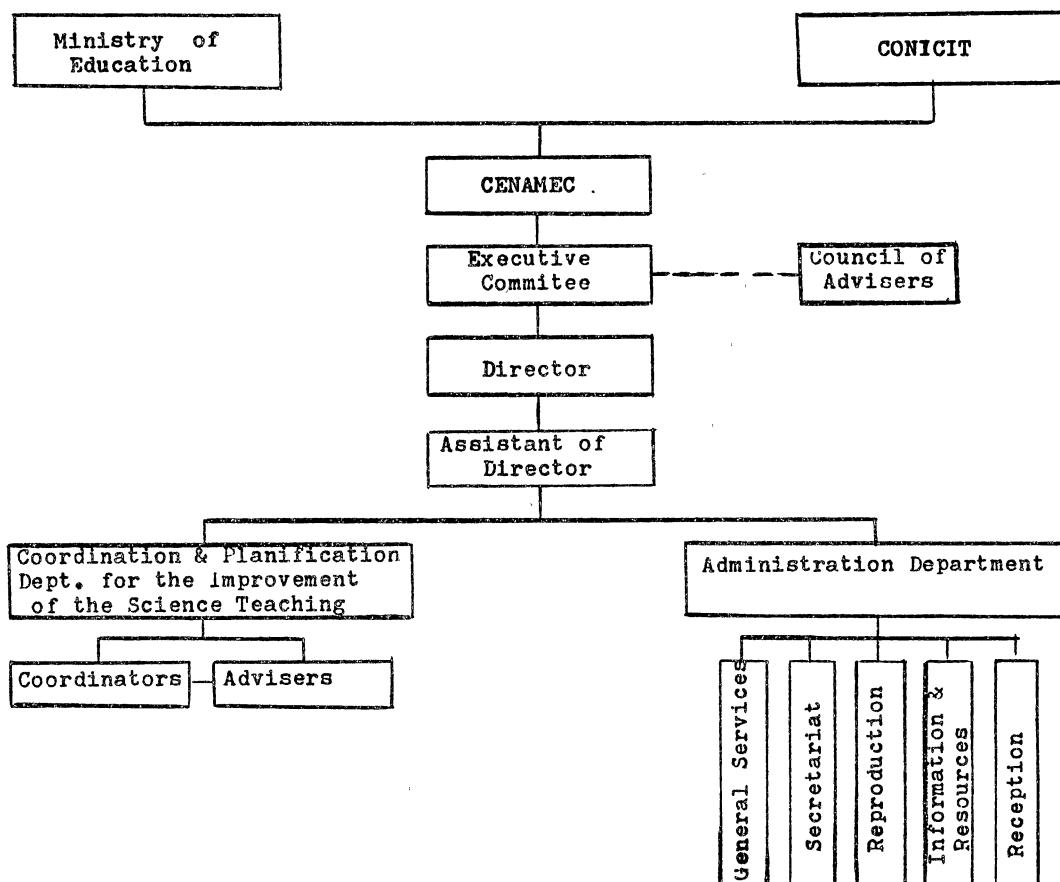 Ministry of
Education
CONICIT
CENAMEC .
Executive
Commitee
Council of
Advisers
Director
Assistant of
Director
Coordination & Planification
Dept. for the Improvement
of the Science Teaching
Administration Department
Coordinators
Advisers
General Services
Secretariat
Reproduction
Information &
Resources
Reception